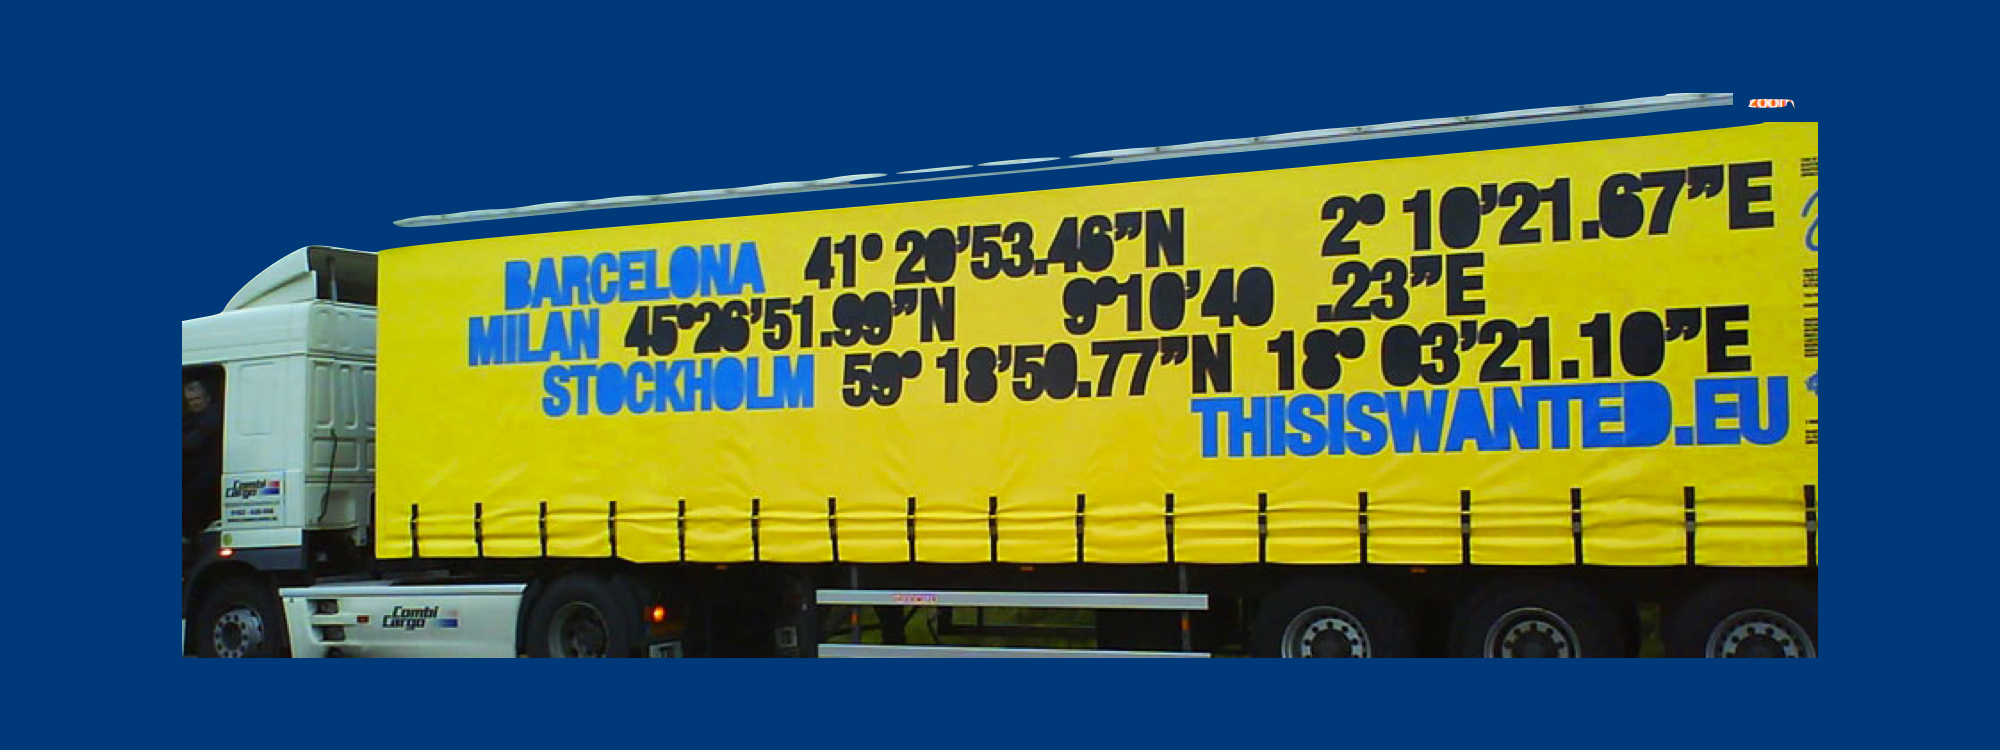 BARCELONA 41° 20’53.46”N 2° 10’21.67”E
MILAN 45°26’51.99”N 9°10’40 .23”E
STOCKHOLM 59° 18’50.77”N 18° 03’21.10”E
THISISWANTED.EU
Combi
Cargo
Combi
Cargo